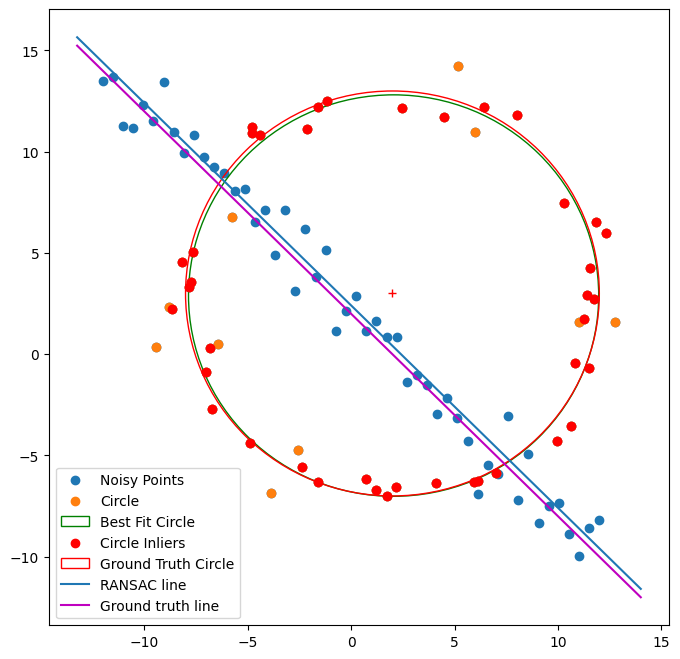 15
10
5
0
−5
−10
Noisy Points
Circle
Best Fit Circle
Circle Inliers
Ground Truth Circle
RANSAC line
Ground truth line
−10 −5 0 5 10 15